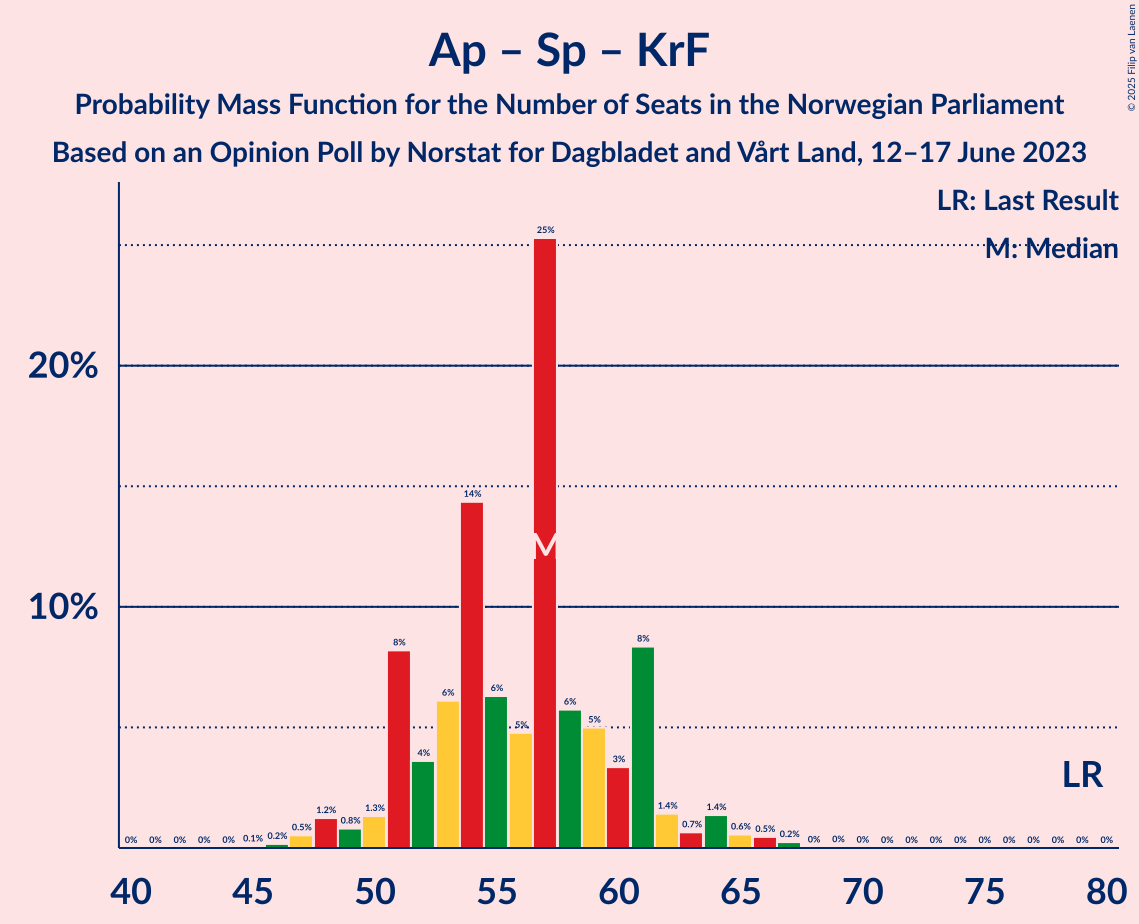 Ap – Sp – KrF
Probability Mass Function for the Number of Seats in the Norwegian Parliament
Based on an Opinion Poll by Norstat for Dagbladet and Vårt Land, 12–17 June 2023
© 2025 Filip van Laenen
LR: Last Result
M: Median
20%
10%
0% 0% 0% 0% 0% 0.1% 0.2% 0.5% 1.2% 0.8% 1.3% 8% 4% 6% 14% 6% 5% 25% 6% 5% 3% 8% 1.4% 0.7% 1.4% 0.6% 0.5% 0.2% 0% 0% 0% 0% 0% 0% 0% 0% 0% 0% 0% 0% 0%
M
LR
40 45 50 55 60 65 70 75 80